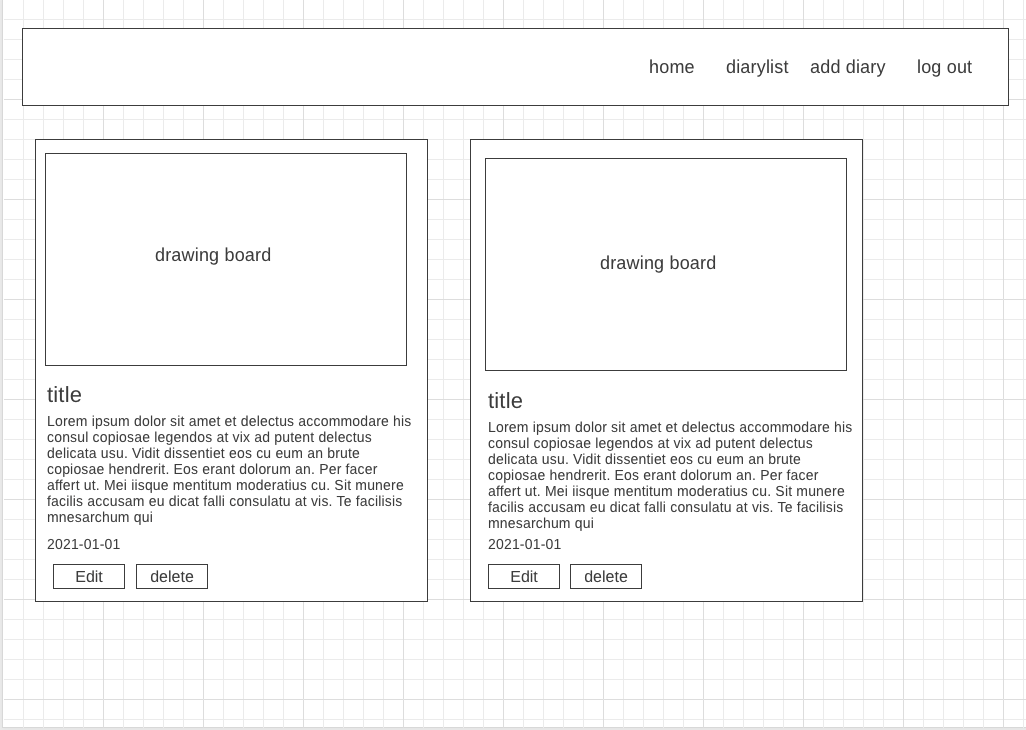 home diarylist add diary log out
drawing board
title
Lorem ipsum dolor sit amet et delectus accommodare his
consul copiosae legendos at vix ad putent delectus
delicata usu. Vidit dissentiet eos cu eum an brute
copiosae hendrerit. Eos erant dolorum an. Per facer
affert ut. Mei iisque mentitum moderatius cu. Sit munere
facilis accusam eu dicat falli consulatu at vis. Te facilisis
mnesarchum qui
2021-01-01
Edit delete
drawing board
title
Lorem ipsum dolor sit amet et delectus accommodare his
consul copiosae legendos at vix ad putent delectus
delicata usu. Vidit dissentiet eos cu eum an brute
copiosae hendrerit. Eos erant dolorum an. Per facer
affert ut. Mei iisque mentitum moderatius cu. Sit munere
facilis accusam eu dicat falli consulatu at vis. Te facilisis
mnesarchum qui
2021-01-01
Edit delete